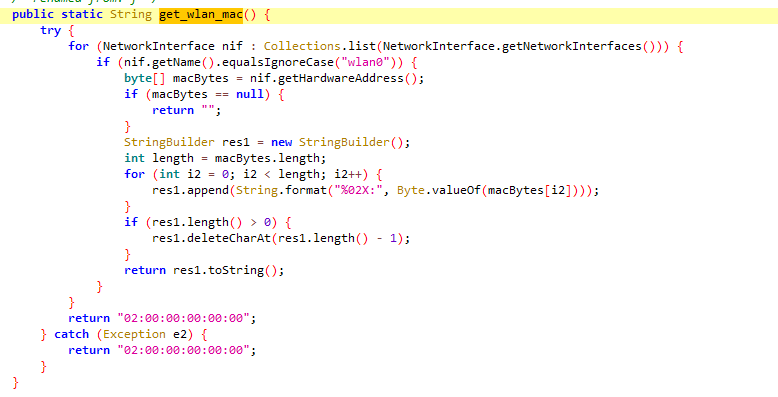 public static String get_wlan_mac() {
try {
for (NetworkInterface nif : Collections.list(NetworkInterface.getNetworkInterfaces())) {
if (nif.getName().equalsIgnoreCase("wlan0")) {
byte[] macBytes = nif.getHardwareAddress();
if (macBytes == null) {
return "";
}
StringBuilder res1 = new StringBuilder();
int length = macBytes.length;
for (int i2 = 0; i2 < length; i2++) {
res1.append(String.format("%02X:", Byte.valueOf(macBytes[i2])));
}
if (res1.length() > 0) {
res1.deleteCharAt(res1.length() - 1);
}
return res1.toString();
}
}
return "02:00:00:00:00:00";
} catch (Exception e2) {
return "02:00:00:00:00:00";
}
}